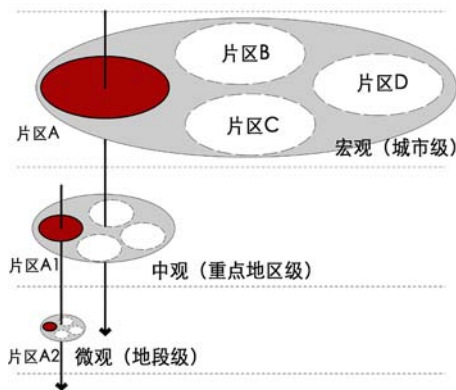 片区B
片区D
片区A
片区C
宏观（城市级）
片区A1
中观（重点地区级）
片区A2
微观（地段级）